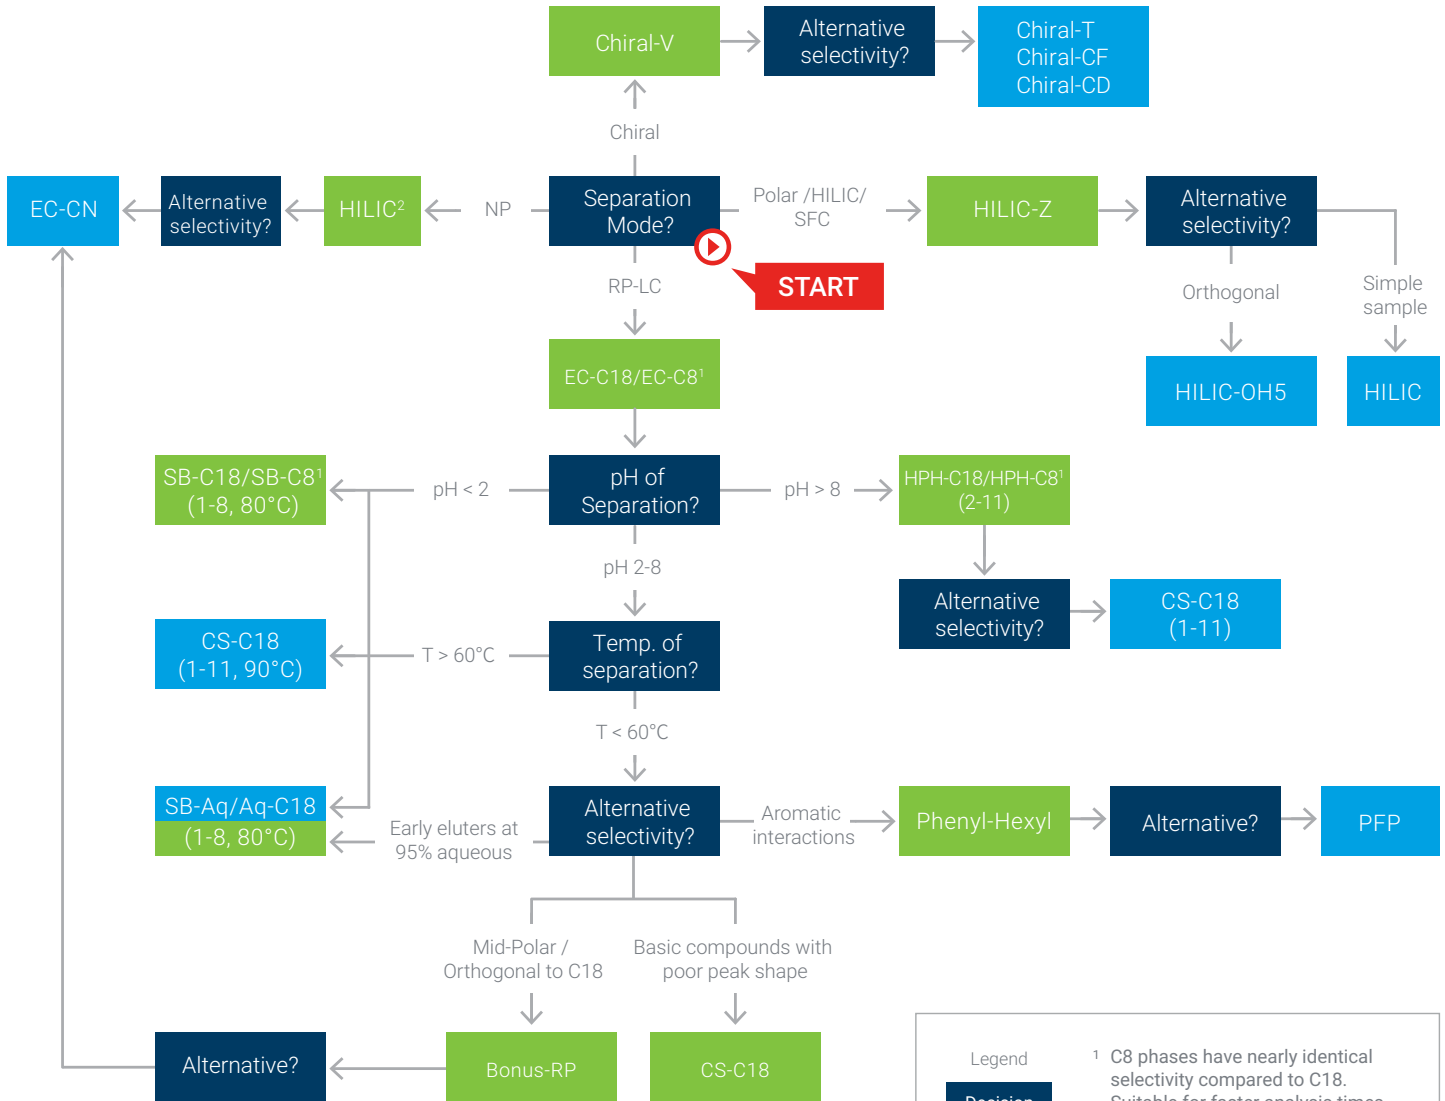 Chiral-V
Alternative
selectivity?
Chiral-T
Chiral-CF
Chiral-CD
Chiral
EC-CN
Alternative
selectivity?
HILIC²
NP
Separation
Mode?
Polar /HILIC/
SFC
HILIC-Z
Alternative
selectivity?
START
RP-LC
Orthogonal
Simple
sample
EC-C18/EC-C8¹
HILIC-OH5
HILIC
SB-C18/SB-C8¹
(1-8, 80°C)
pH < 2
pH of
Separation?
pH > 8
HPH-C18/HPH-C8¹
(2-11)
pH 2-8
Alternative
selectivity?
CS-C18
(1-11)
CS-C18
(1-11, 90°C)
T > 60°C
Temp. of
separation?
T < 60°C
SB-Aq/Aq-C18
(1-8, 80°C)
Early eluters at
95% aqueous
Alternative
selectivity?
Aromatic
interactions
Phenyl-Hexyl
Alternative?
PFP
Mid-Polar /
Orthogonal to C18
Basic compounds with
poor peak shape
Alternative?
Bonus-RP
CS-C18
Legend
Decision
¹ C8 phases have nearly identical
selectivity compared to C18.
Suitable for faster analysis times